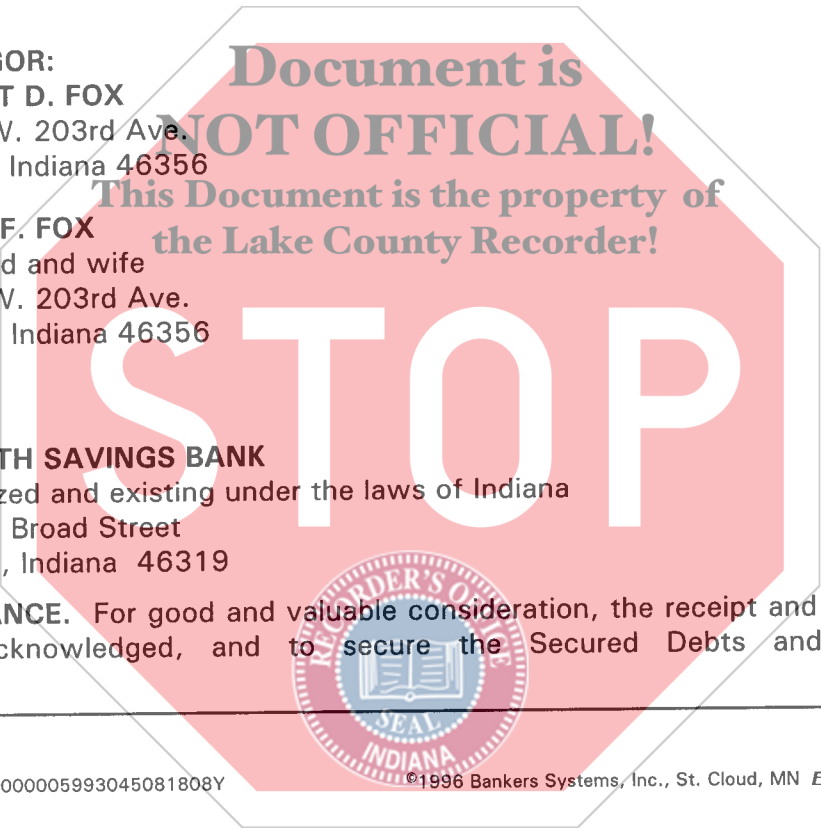 GOR:
T D. FOX
W. 203rd Ave.
Indiana 46356
F. FOX
d and wife
W. 203rd Ave.
Indiana 46356
TH SAVINGS BANK
zed and existing under the laws of Indiana
Broad Street
, Indiana 46319
ANCE. For good and valuable consideration, the receipt and
cknowledged, and to secure the Secured Debts and
0000005993045081808Y
©1996 Bankers Systems, Inc., St. Cloud, MN E
Document is
NOT OFFICIAL!
This Document is the property of
the Lake County Recorder!
STOP
RECORDER'S OFFICE
SEAL
INDIANA